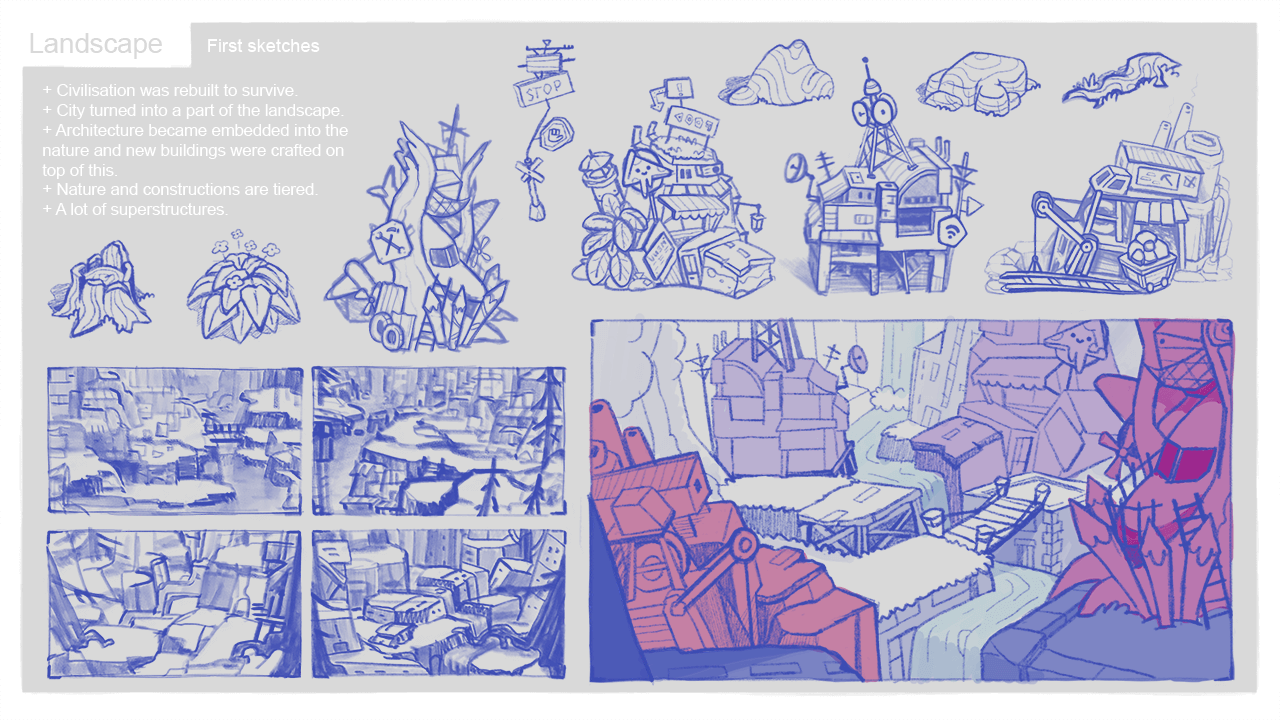 Landscape
First sketches
+ Civilisation was rebuilt to survive.
+ City turned into a part of the landscape.
+ Architecture became embedded into the
nature and new buildings were crafted on
top of this.
+ Nature and constructions are tiered.
+ A lot of superstructures.
STOP